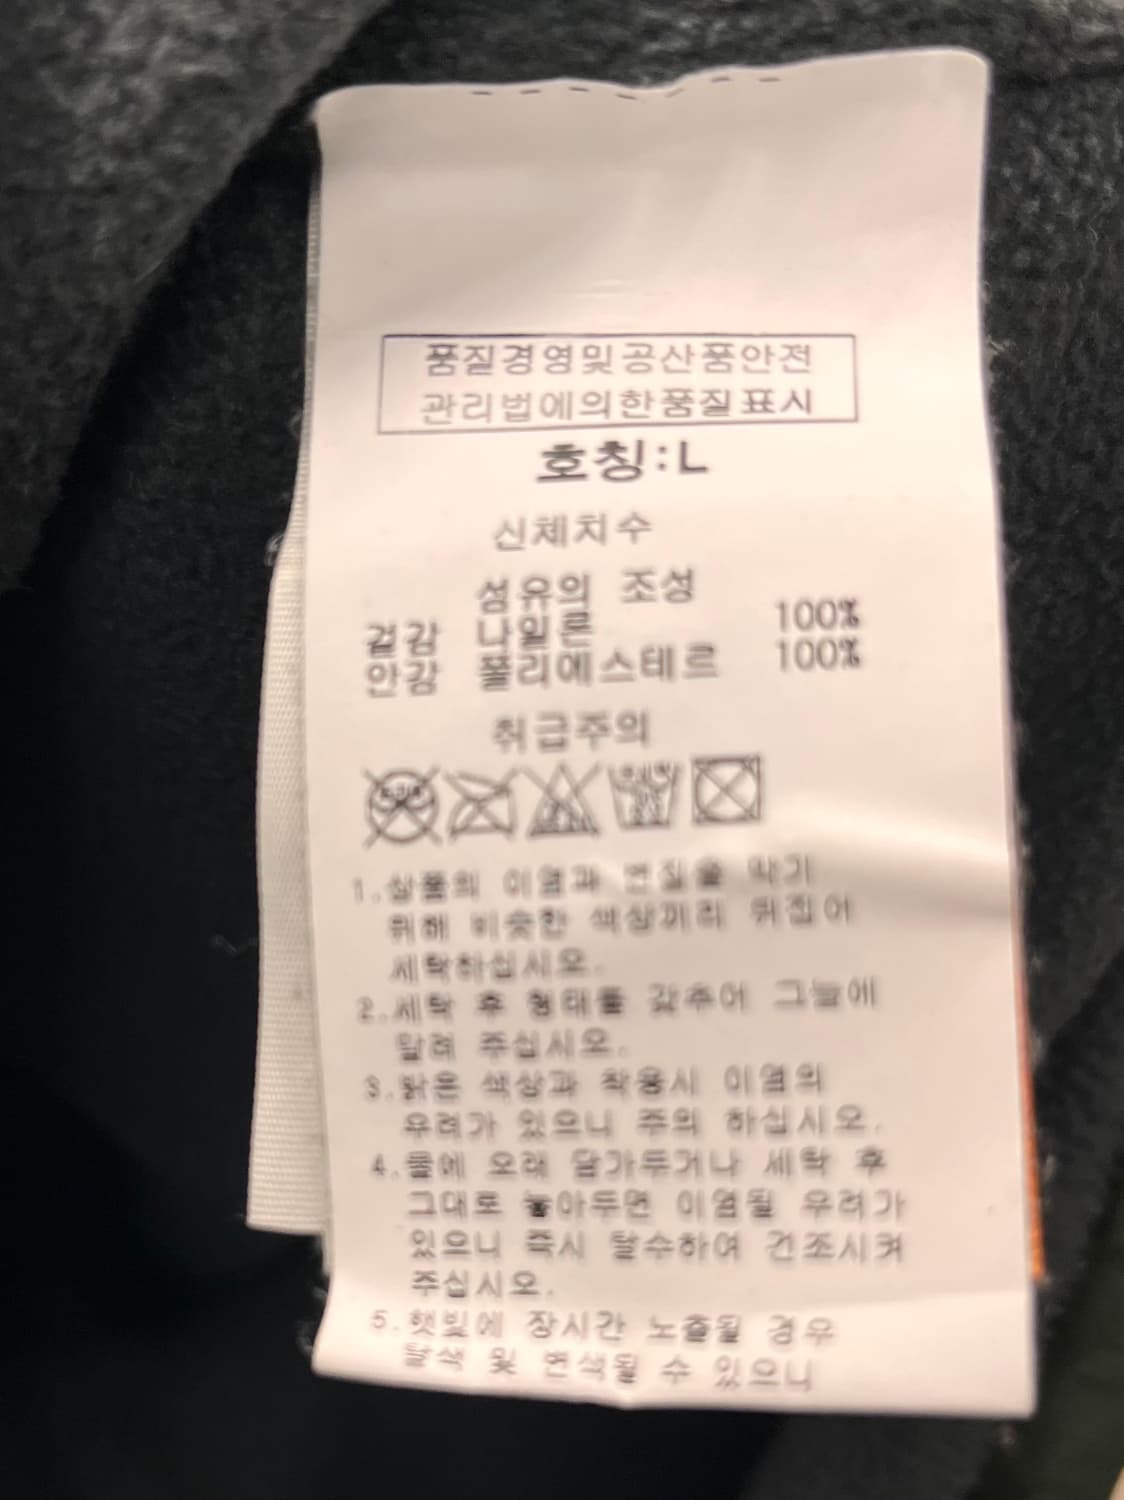 품질경영및공산품안전
관리법에의한품질표시
호칭:L
신체치수
섬유의 조성
겉감 나일론 100%
안감 폴리에스테르 100%
취급주의
1.상품의 이염과 변질을 막기
위해 비슷한 색상끼리 뒤집어
세탁하십시오.
2.세탁 후 형태를 갖추어 그늘에
말려 주십시오.
3.밝은 색상과 착용시 이염의
우려가 있으니 주의 하십시오.
4.물에 오래 담가두거나 세탁 후
그대로 놓아두면 이염될 우려가
있으니 즉시 탈수하여 건조시켜
주십시오.
5.햇빛에 장시간 노출될 경우
탈색 및 변색될 수 있으니